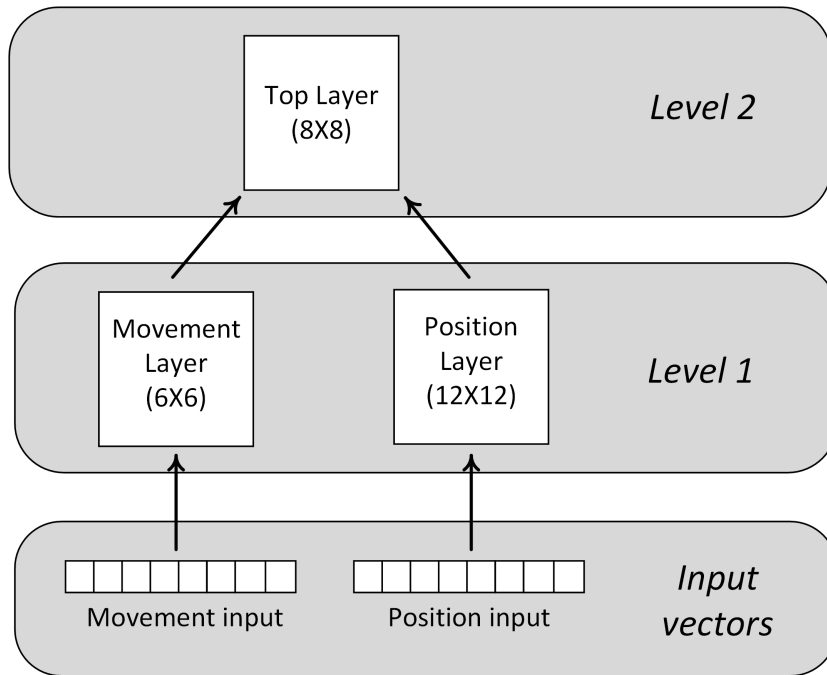 Top Layer
(8X8)
Level 2
Movement
Layer
(6X6)
Position
Layer
(12X12)
Level 1
Movement input
Position input
Input
vectors